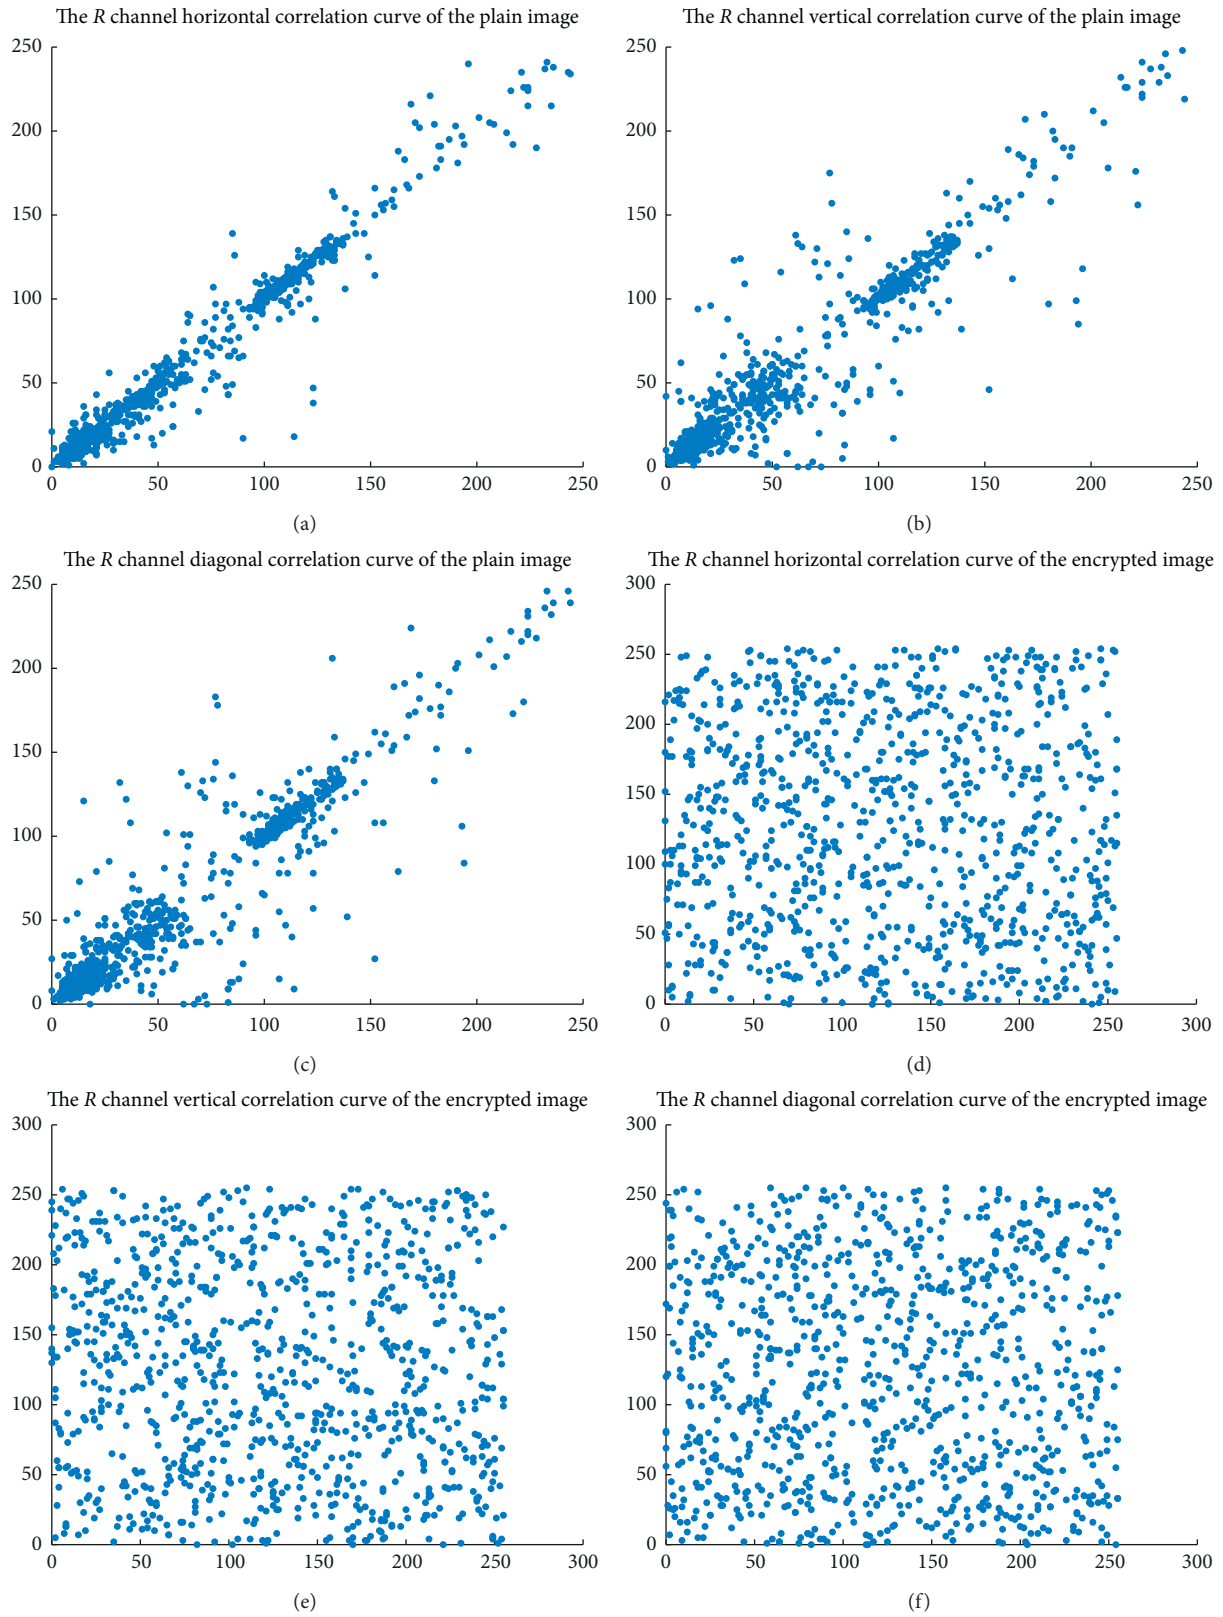 The R channel horizontal correlation curve of the plain image
250
200
150
100
50
0
0 50 100 150 200 250
(a)
The R channel vertical correlation curve of the plain image
250
200
150
100
50
0
0 50 100 150 200 250
(b)
The R channel diagonal correlation curve of the plain image
250
200
150
100
50
0
0 50 100 150 200 250
(c)
The R channel horizontal correlation curve of the encrypted image
300
250
200
150
100
50
0
0 50 100 150 200 250 300
(d)
The R channel vertical correlation curve of the encrypted image
300
250
200
150
100
50
0
0 50 100 150 200 250 300
(e)
The R channel diagonal correlation curve of the encrypted image
300
250
200
150
100
50
0
0 50 100 150 200 250 300
(f)